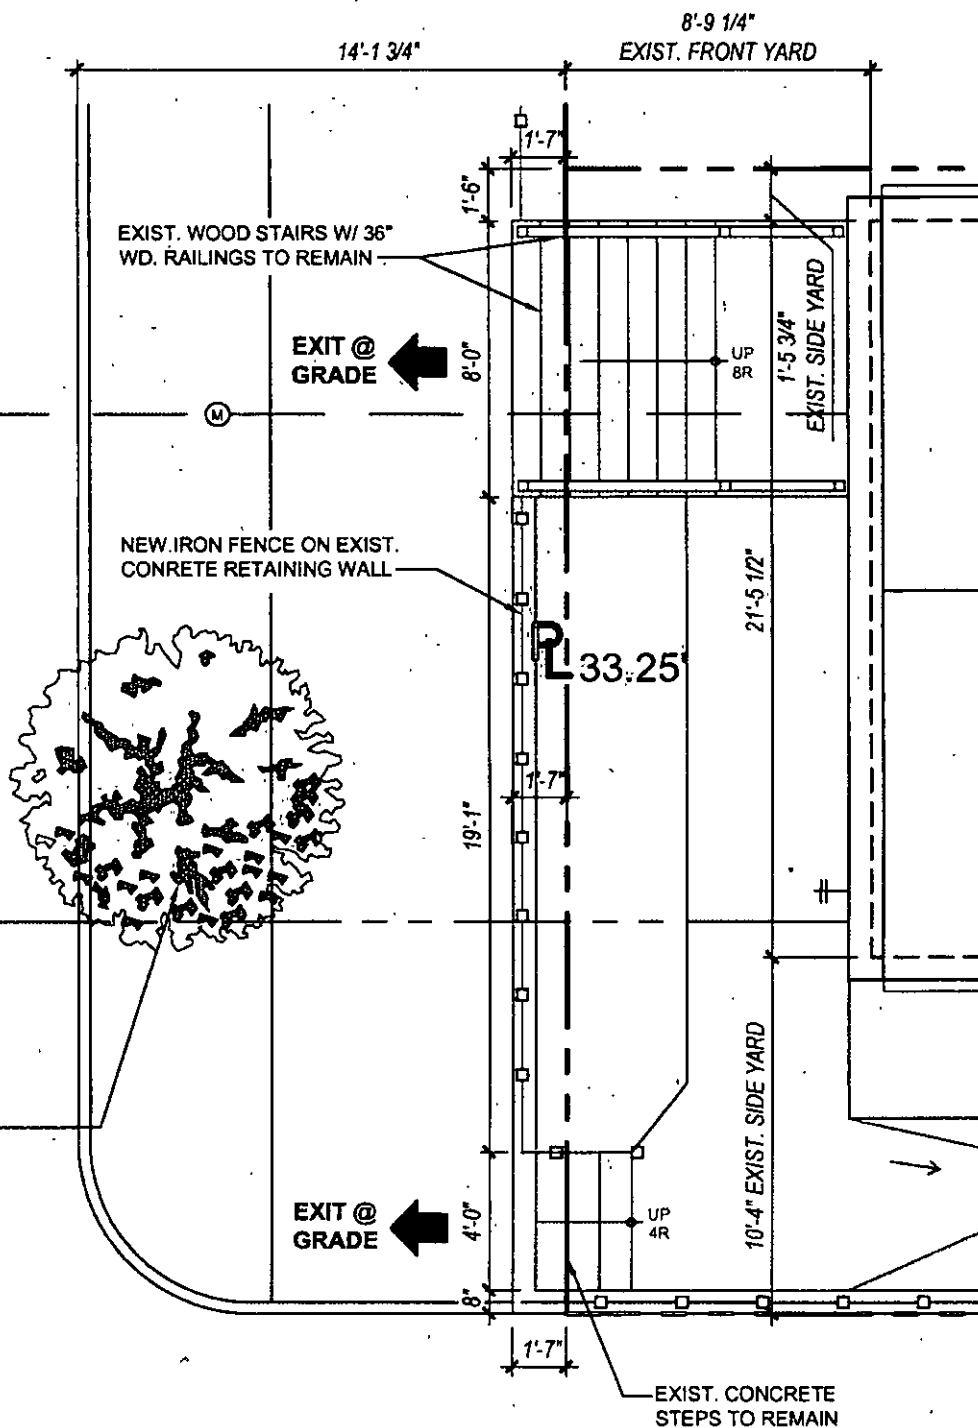 14'-1 3/4"
8'-9 1/4"
EXIST. FRONT YARD
1'-7"
1'-6"
EXIST. WOOD STAIRS W/ 36"
WD. RAILINGS TO REMAIN
EXIT @
GRADE
8'-0"
UP
8R
1'-5 3/4"
EXIST. SIDE YARD
M
NEW IRON FENCE ON EXIST.
CONRETE RETAINING WALL
21'-5 1/2"
PL 33.25'
1'-7"
19'-1"
10'-4" EXIST. SIDE YARD
EXIT @
GRADE
4'-0"
UP
4R
8"
1'-7"
EXIST. CONCRETE
STEPS TO REMAIN